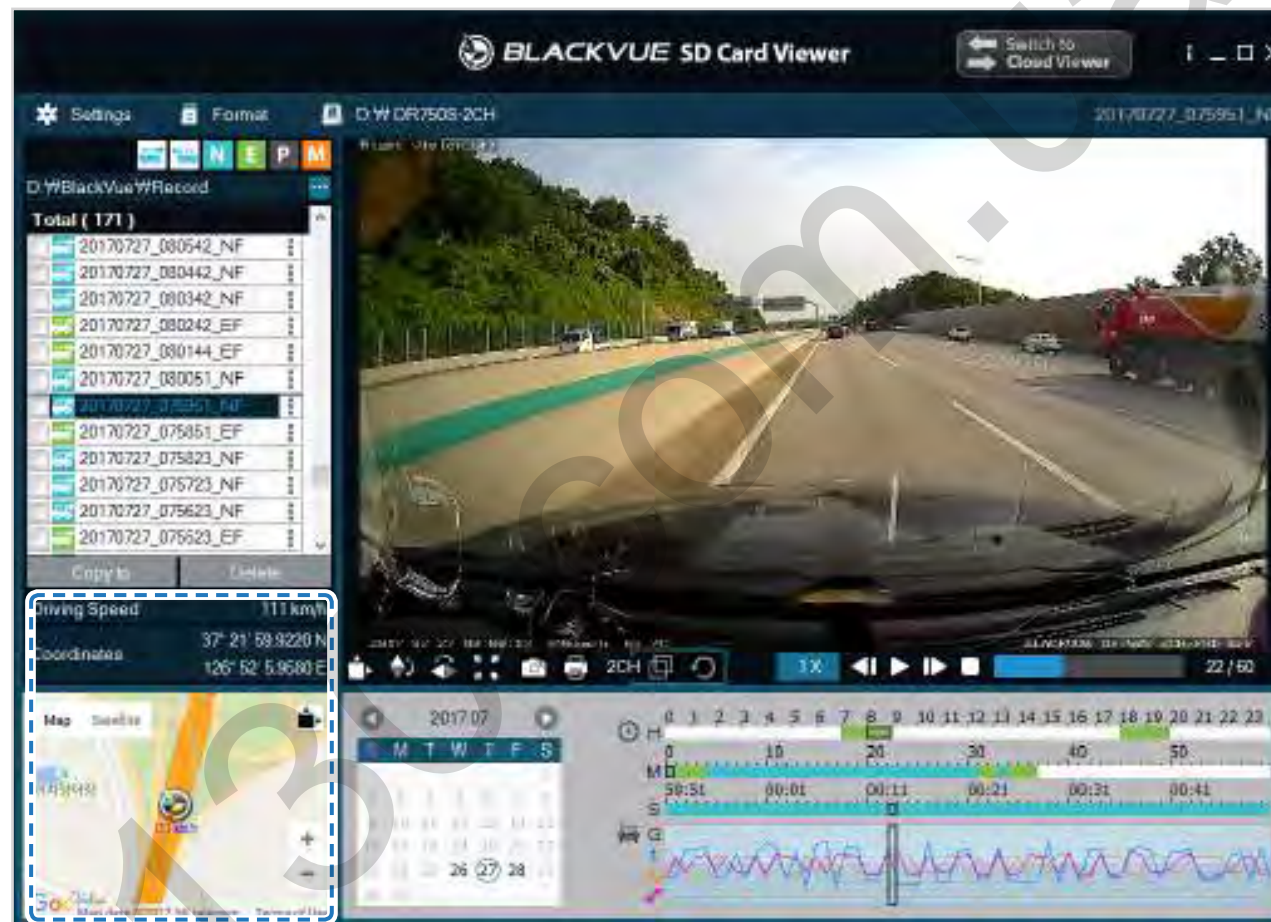 BLACKVUE SD Card Viewer
Switch to
Cloud Viewer
Settings
Format
D:₩DR750S-2CH
20170727_075951_N
N E P M
D:₩BlackVue₩Record
Total ( 171 )
20170727_080542_NF
20170727_080442_NF
20170727_080342_NF
20170727_080242_EF
20170727_080144_EF
20170727_080051_NF
20170727_075951_NF
20170727_075851_EF
20170727_075823_NF
20170727_075723_NF
20170727_075623_NF
20170727_075523_EF
Copy to
Delete
Driving Speed
111 km/h
Coordinates
37° 21' 59.9220 N
126° 52' 5.9580 E
2CH
1X
22 / 60
Map
Satellite
Terms of Use
2017.07
M T W T F S
26 27 28
H
0 1 2 3 4 5 6 7 8 9 10 11 12 13 14 15 16 17 18 19 20 21 22 23
M
0 10 20 30 40 50
S
59:51 00:01 00:11 00:21 00:31 00:41
G